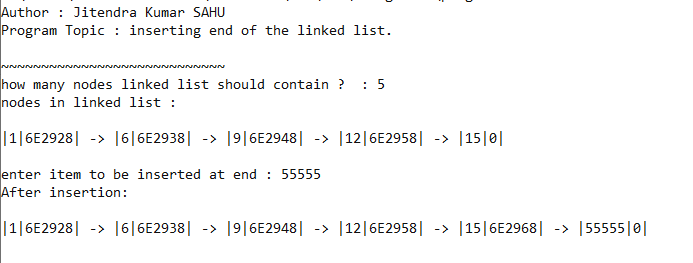 Author : Jitendra Kumar SAHU
Program Topic : inserting end of the linked list.
~~~~~~~~~~~~~~~~~~~~~~~~~~~~
how many nodes linked list should contain ?  : 5
nodes in linked list :
|1|6E2928| -> |6|6E2938| -> |9|6E2948| -> |12|6E2958| -> |15|0|
enter item to be inserted at end : 55555
After insertion:
|1|6E2928| -> |6|6E2938| -> |9|6E2948| -> |12|6E2958| -> |15|6E2968| -> |55555|0|